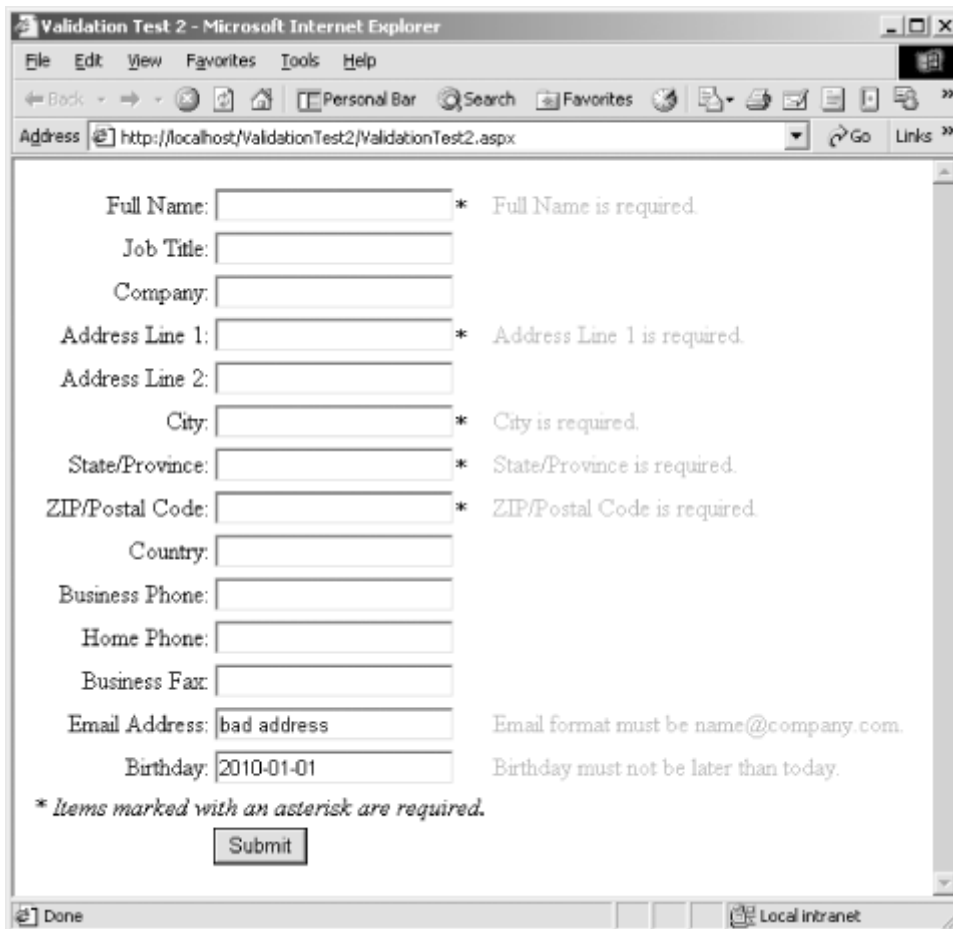 Validation Test 2 - Microsoft Internet Explorer
File Edit View Favorites Tools Help
Back Personal Bar Search Favorites »
Address http://localhost/ValidationTest2/ValidationTest2.aspx Go Links »
Full Name: * Full Name is required.
Job Title:
Company:
Address Line 1: * Address Line 1 is required.
Address Line 2:
City: * City is required.
State/Province: * State/Province is required.
ZIP/Postal Code: * ZIP/Postal Code is required.
Country:
Business Phone:
Home Phone:
Business Fax:
Email Address: bad address Email format must be name@company.com.
Birthday: 2010-01-01 Birthday must not be later than today.
* Items marked with an asterisk are required.
Submit
Done Local intranet